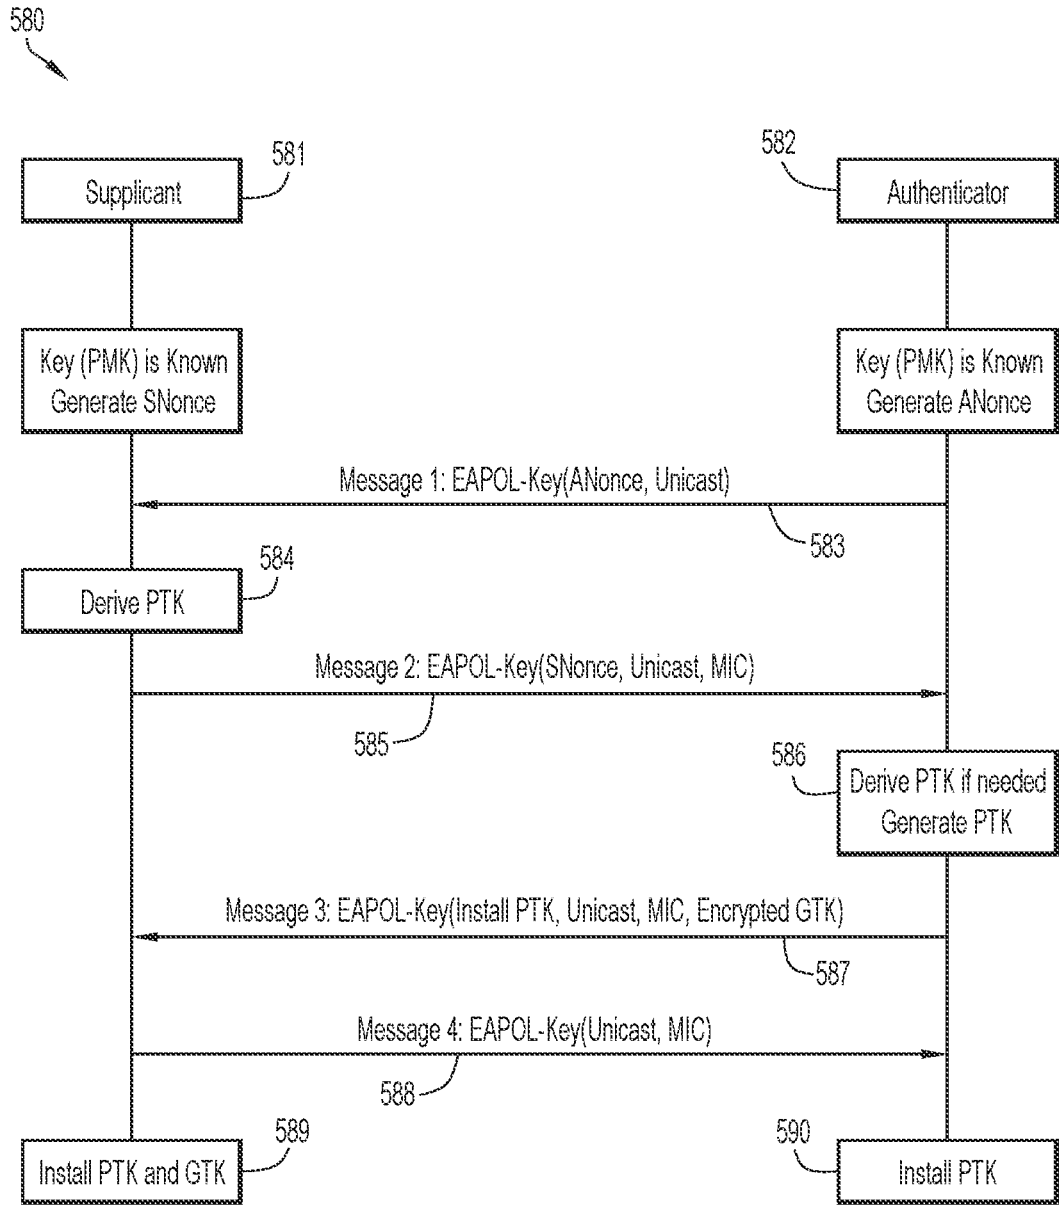 580
581
582
Supplicant
Authenticator
Key (PMK) is Known
Generate SNonce
Key (PMK) is Known
Generate ANonce
Message 1: EAPOL-Key(ANonce, Unicast)
583
584
Derive PTK
Message 2: EAPOL-Key(SNonce, Unicast, MIC)
585
586
Derive PTK if needed
Generate PTK
Message 3: EAPOL-Key(Install PTK, Unicast, MIC, Encrypted GTK)
587
Message 4: EAPOL-Key(Unicast, MIC)
588
589
590
Install PTK and GTK
Install PTK